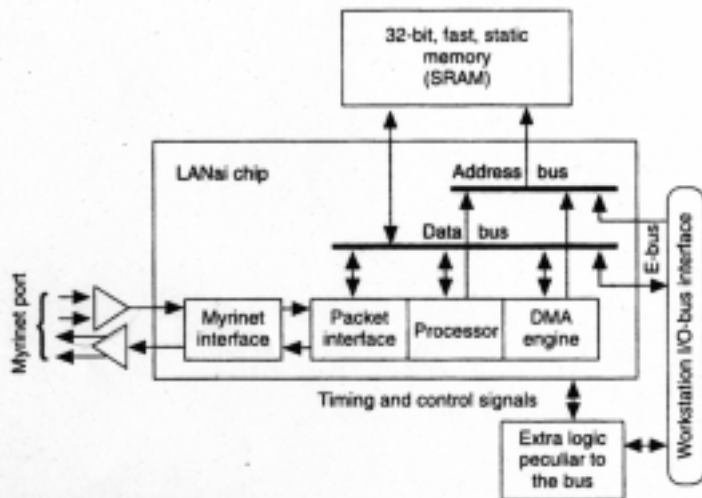 32-bit, fast, static
memory
(SRAM)
LANai chip
Address bus
Data bus
E-bus
Workstation I/O-bus interface
Myrinet port
Myrinet
interface
Packet
interface
Processor
DMA
engine
Timing and control signals
Extra logic
peculiar to
the bus